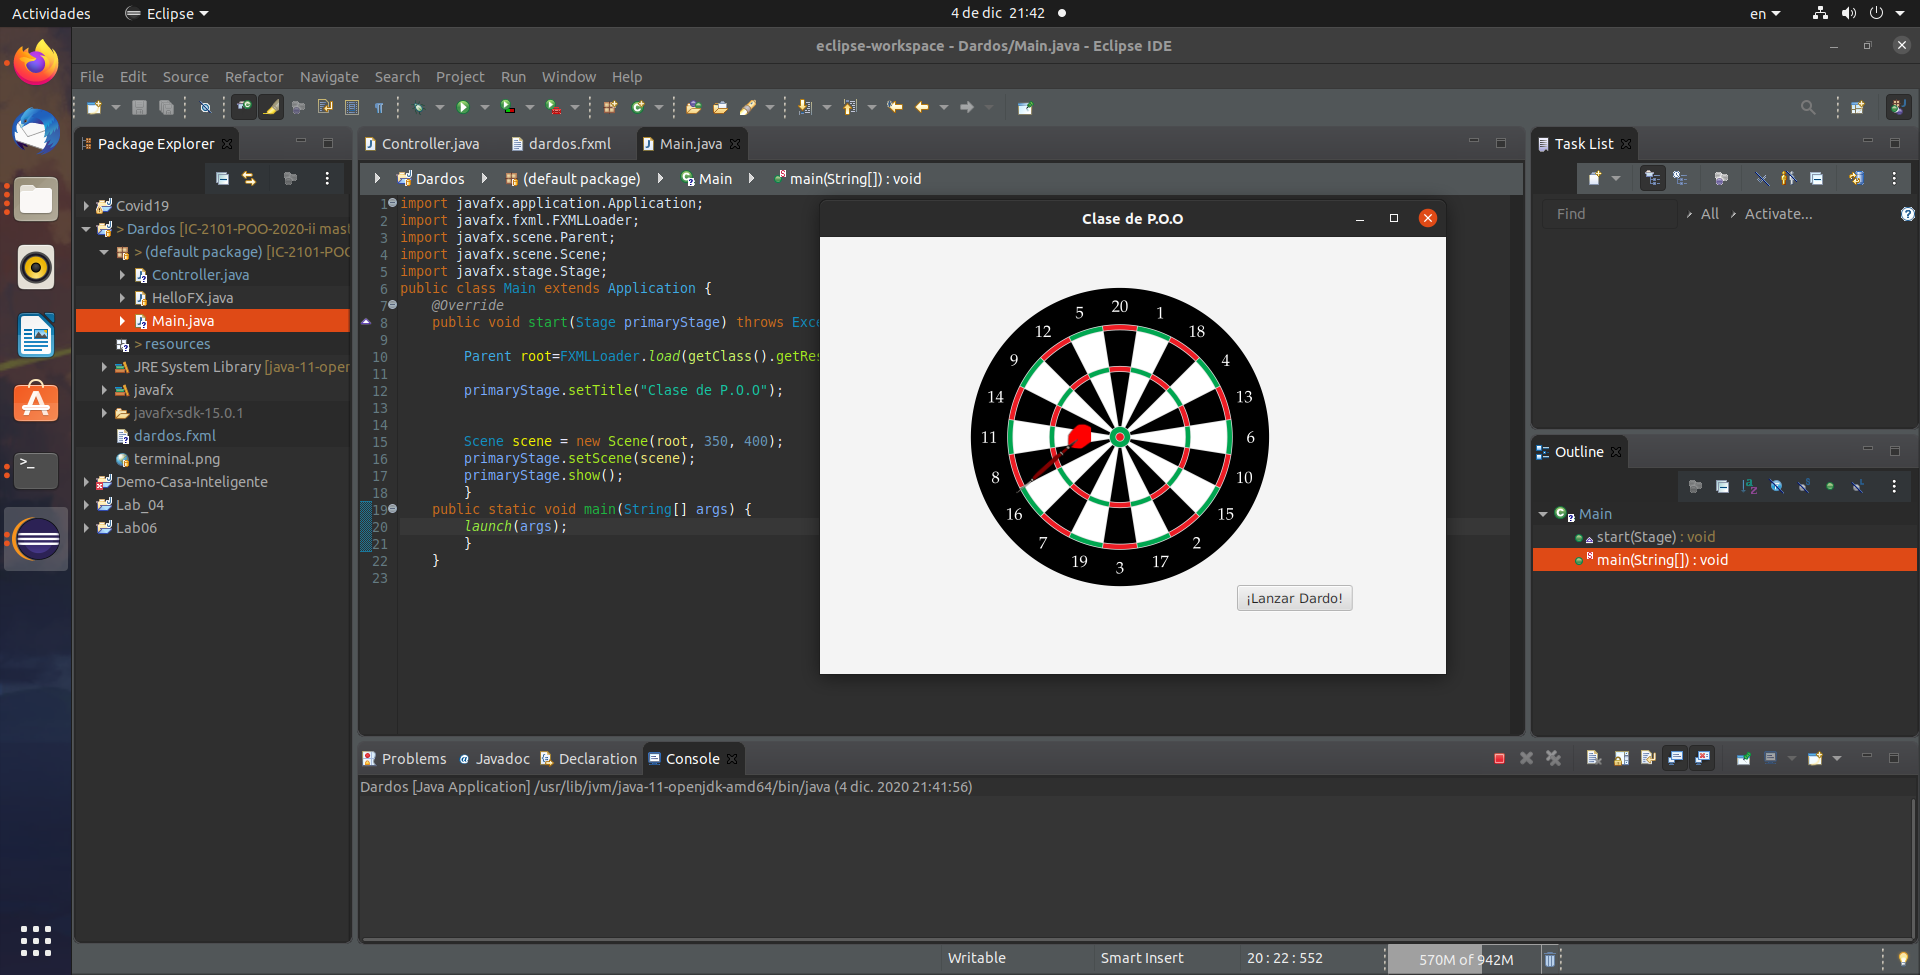 Actividades
Eclipse
4 de dic 21:42
en
eclipse-workspace - Dardos/Main.java - Eclipse IDE
File Edit Source Refactor Navigate Search Project Run Window Help
Package Explorer
Covid19
> Dardos [IC-2101-POO-2020-ii mast
> (default package) [IC-2101-POC
Controller.java
HelloFX.java
Main.java
> resources
JRE System Library [java-11-oper
javafx
javafx-sdk-15.0.1
dardos.fxml
terminal.png
Demo-Casa-Inteligente
Lab_04
Lab06
Controller.java dardos.fxml Main.java
Dardos (default package) Main main(String[]) : void
1 import javafx.application.Application;
2 import javafx.fxml.FXMLLoader;
3 import javafx.scene.Parent;
4 import javafx.scene.Scene;
5 import javafx.stage.Stage;
6 public class Main extends Application {
7 @Override
8 public void start(Stage primaryStage) throws Exce
9
10 Parent root=FXMLLoader.load(getClass().getRes
11
12 primaryStage.setTitle("Clase de P.O.O");
13
14
15 Scene scene = new Scene(root, 350, 400);
16 primaryStage.setScene(scene);
17 primaryStage.show();
18 }
19 public static void main(String[] args) {
20 launch(args);
21 }
22 }
23
Clase de P.O.O
20
1
18
4
13
6
10
15
2
17
3
19
7
16
8
11
14
9
12
5
¡Lanzar Dardo!
Task List
Find All Activate...
Outline
Main
start(Stage) : void
main(String[]) : void
Problems @ Javadoc Declaration Console
Dardos [Java Application] /usr/lib/jvm/java-11-openjdk-amd64/bin/java (4 dic. 2020 21:41:56)
Writable
Smart Insert
20 : 22 : 552
570M of 942M